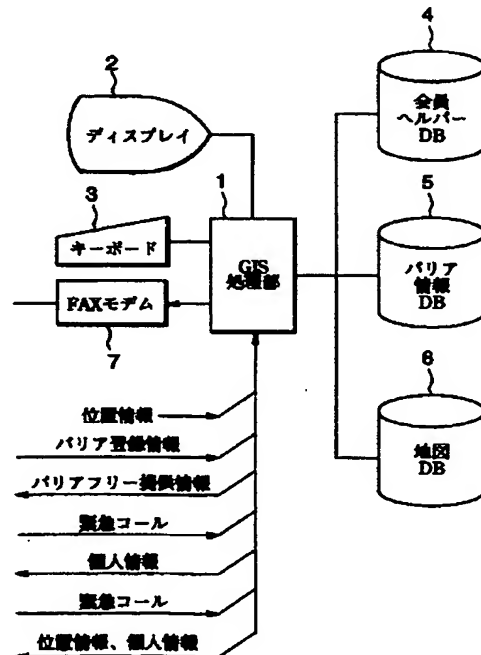 2
ディスプレイ
3
キーボード
FAXモデム
7
1
GIS
処理部
4
会員
ヘルパー
DB
5
バリア
情報
DB
6
地図
DB
位置情報
バリア登録情報
バリアフリー提供情報
緊急コール
個人情報
緊急コール
位置情報、個人情報